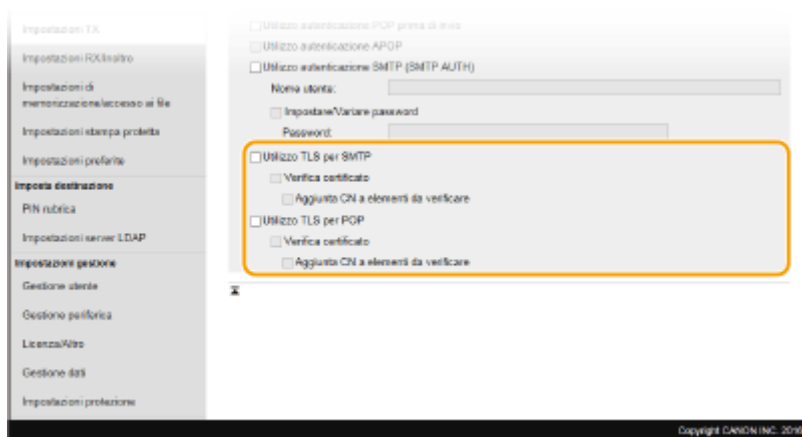 Impostazioni TX
Impostazioni RX/Inoltro
Impostazioni di
memorizzazione/accesso ai file
Impostazioni stampa protetta
Impostazioni preferite
Imposta destinazione
PIN rubrica
Impostazioni server LDAP
Impostazioni gestione
Gestione utente
Gestione periferica
Licenza/Altro
Gestione dati
Impostazioni protezione
Utilizzo autenticazione POP prima di invio
Utilizzo autenticazione APOP
Utilizzo autenticazione SMTP (SMTP AUTH)
Nome utente:
Impostare/Variare password
Password:
Utilizzo TLS per SMTP
Verifica certificato
Aggiunta CN a elementi da verificare
Utilizzo TLS per POP
Verifica certificato
Aggiunta CN a elementi da verificare
Copyright CANON INC. 2016